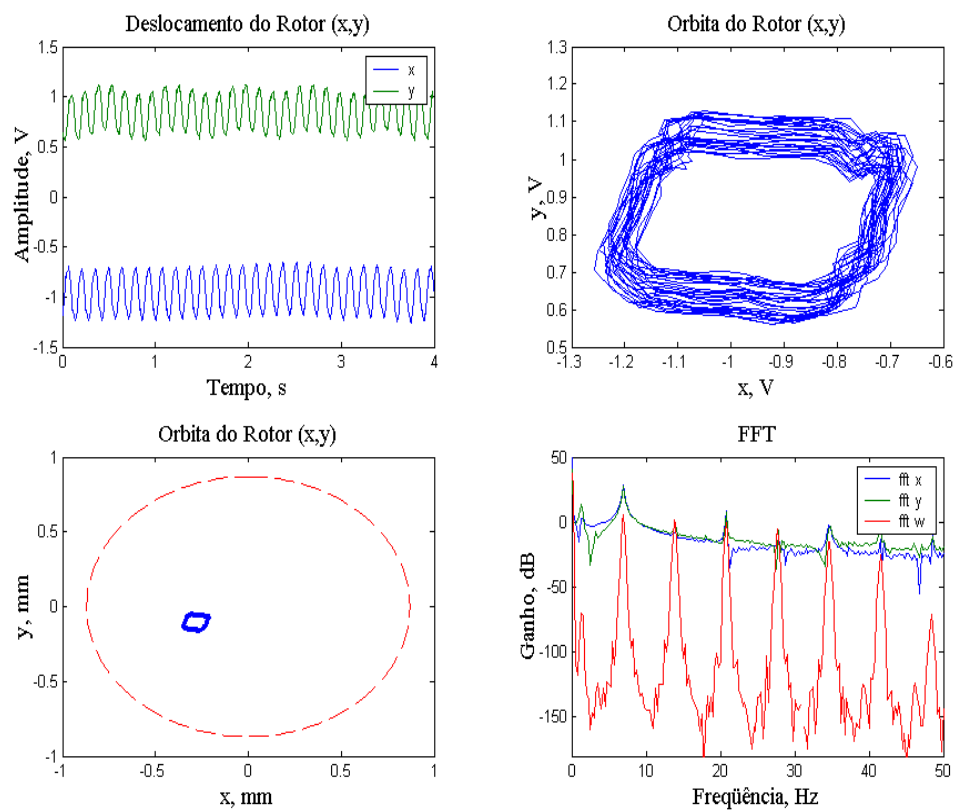 Deslocamento do Rotor (x,y)
1.5
1
0.5
0
-0.5
-1
-1.5
Amplitude, V
x
y
0
1
2
3
4
Tempo, s
Orbita do Rotor (x,y)
1.3
1.2
1.1
1
0.9
0.8
0.7
0.6
0.5
y, V
-1.3
-1.2
-1.1
-1
-0.9
-0.8
-0.7
-0.6
x, V
Orbita do Rotor (x,y)
1
0.5
0
-0.5
-1
y, mm
-1
-0.5
0
0.5
1
x, mm
FFT
50
0
-50
-100
-150
Ganho, dB
fft x
fft y
fft w
0
10
20
30
40
50
Freqüência, Hz